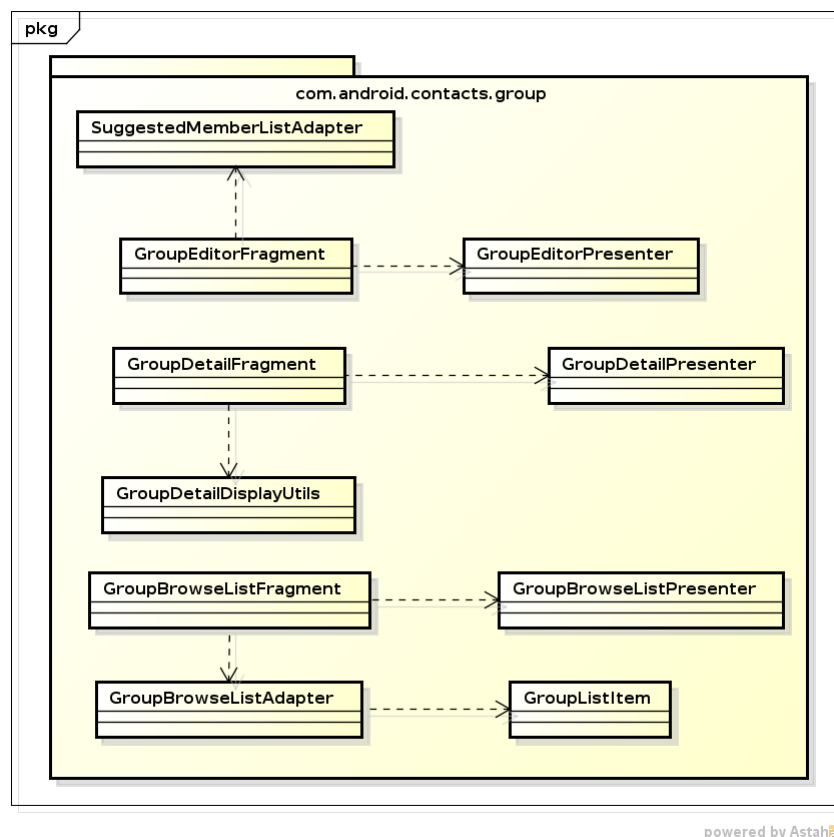 pkg
com.android.contacts.group
SuggestedMemberListAdapter
GroupEditorFragment
GroupEditorPresenter
GroupDetailFragment
GroupDetailPresenter
GroupDetailDisplayUtils
GroupBrowseListFragment
GroupBrowseListPresenter
GroupBrowseListAdapter
GroupListItem
powered by Astah